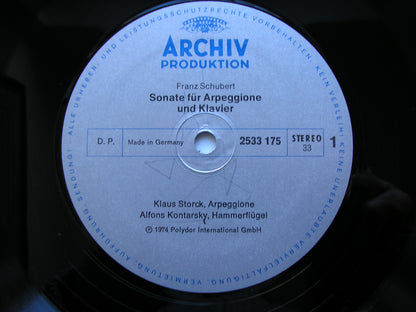 ALLE URHEBER- UND LEISTUNGSSCHUTZRECHTE VORBEHALTEN. KEIN VERLEIH! KEINE UNERLAUBTE VERVIELFÄLTIGUNG, VERMIETUNG, AUFFÜHRUNG, SENDUNG!
ARCHIV
PRODUKTION
Franz Schubert
Sonate für Arpeggione
und Klavier
D. P.
Made in Germany
2533 175
STEREO
33
1
Klaus Storck, Arpeggione
Alfons Kontarsky, Hammerflügel
Ⓟ 1974 Polydor International GmbH